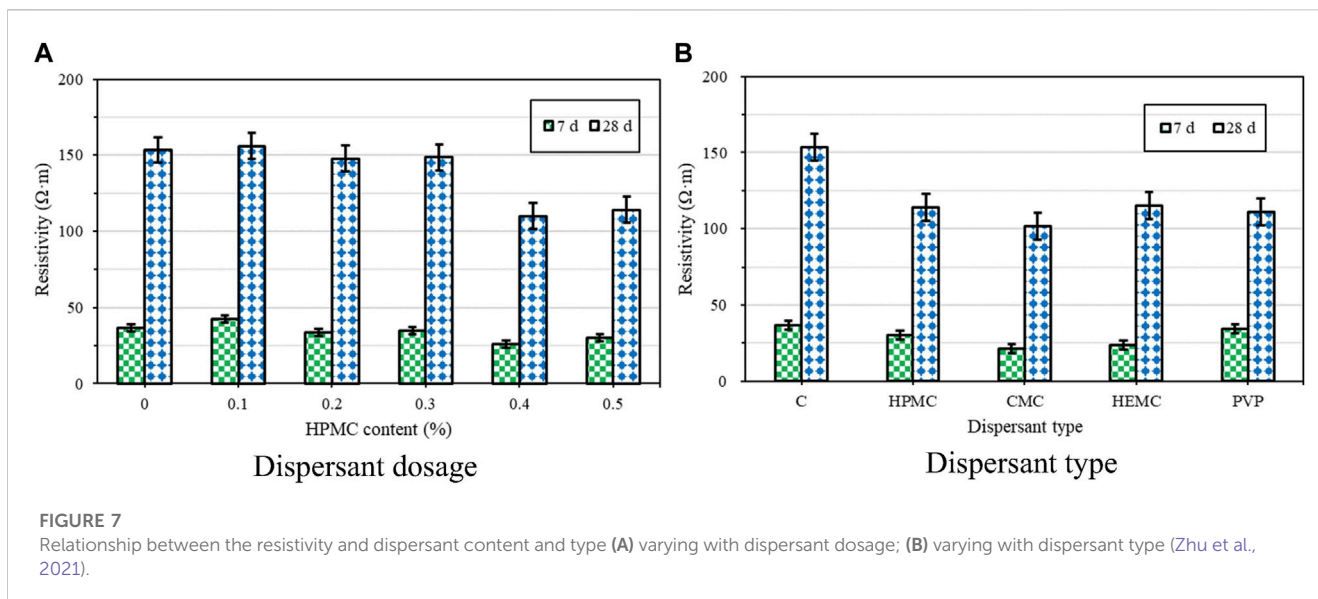 A
200
150
100
50
0
Resistivity (Ω·m)
7 d 28 d
0 0.1 0.2 0.3 0.4 0.5
HPMC content (%)
Dispersant dosage
B
200
150
100
50
0
Resistivity (Ω·m)
7 d 28 d
C HPMC CMC HEMC PVP
Dispersant type
Dispersant type
FIGURE 7
Relationship between the resistivity and dispersant content and type (A) varying with dispersant dosage; (B) varying with dispersant type (Zhu et al.,
2021).